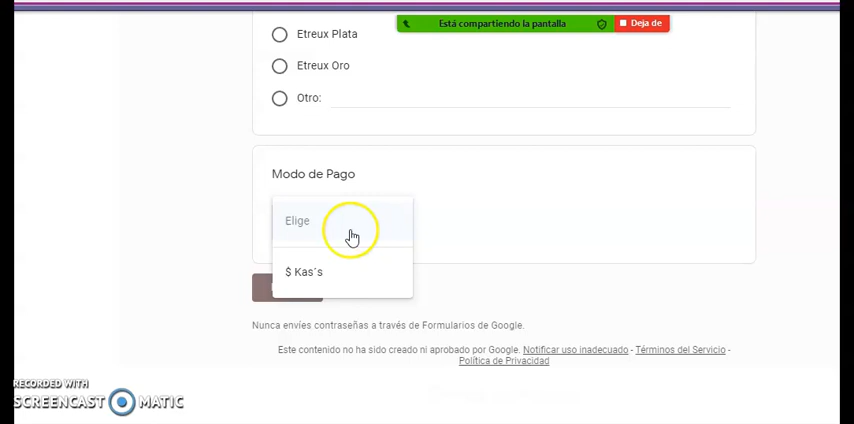 Etreux Plata
Está compartiendo la pantalla
Deja de
Etreux Oro
Otro:
Modo de Pago
Elige
$ Kas´s
Nunca envíes contraseñas a través de Formularios de Google.
Este contenido no ha sido creado ni aprobado por Google. Notificar uso inadecuado - Términos del Servicio -
Política de Privacidad
RECORDED WITH
SCREENCAST MATIC